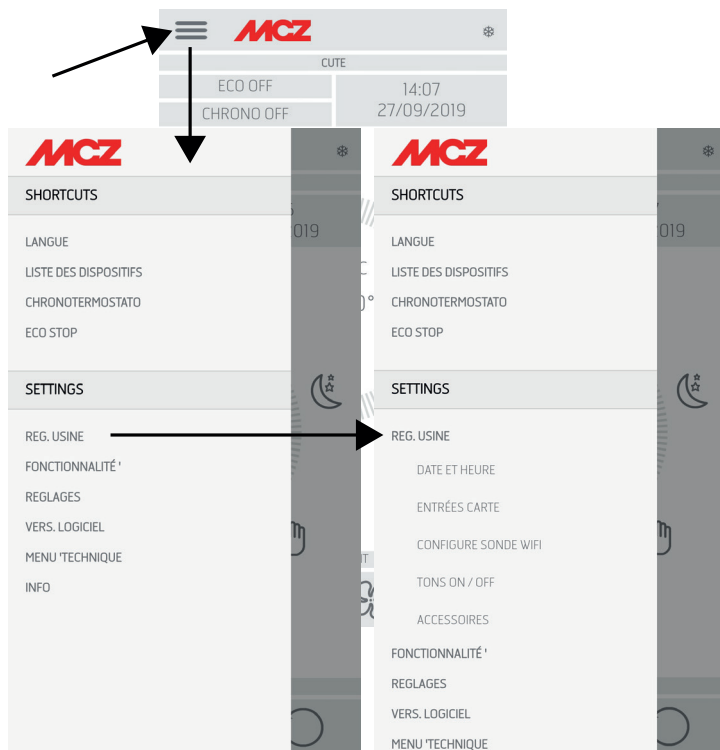 MCZ
CUTE
ECO OFF
CHRONO OFF
14:07
27/09/2019
MCZ
SHORTCUTS
LANGUE
LISTE DES DISPOSITIFS
CHRONOTERMOSTATO
ECO STOP
SETTINGS
REG. USINE
FONCTIONNALITÉ '
REGLAGES
VERS. LOGICIEL
MENU 'TECHNIQUE
INFO
019
MCZ
SHORTCUTS
LANGUE
LISTE DES DISPOSITIFS
CHRONOTERMOSTATO
ECO STOP
SETTINGS
REG. USINE
DATE ET HEURE
ENTRÉES CARTE
CONFIGURE SONDE WIFI
TONS ON / OFF
ACCESSOIRES
FONCTIONNALITÉ '
REGLAGES
VERS. LOGICIEL
MENU 'TECHNIQUE
019